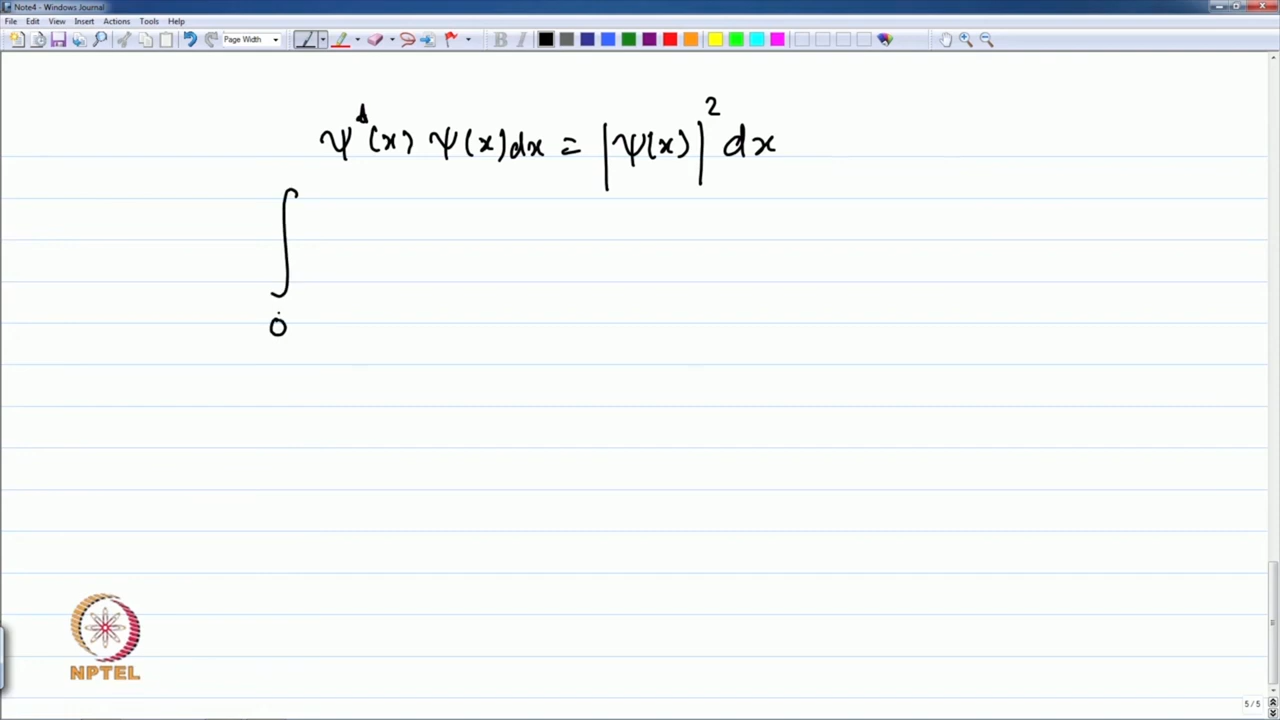 Note4 - Windows Journal
File Edit View Insert Actions Tools Help
Page Width B I
ψ*(x) ψ(x)dx = |ψ(x)|² dx
∫
0
NPTEL
5 / 5